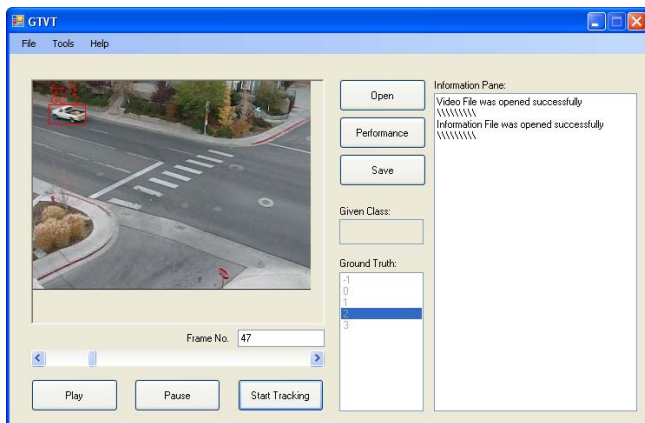 GTVT
File Tools Help
Open
Performance
Save
Given Class:
Ground Truth:
-1
0
1
2
3
Information Pane:
Video File was opened successfully
\\\\\\\\\
Information File was opened successfully
\\\\\\\\\
Frame No. 47
Play
Pause
Start Tracking